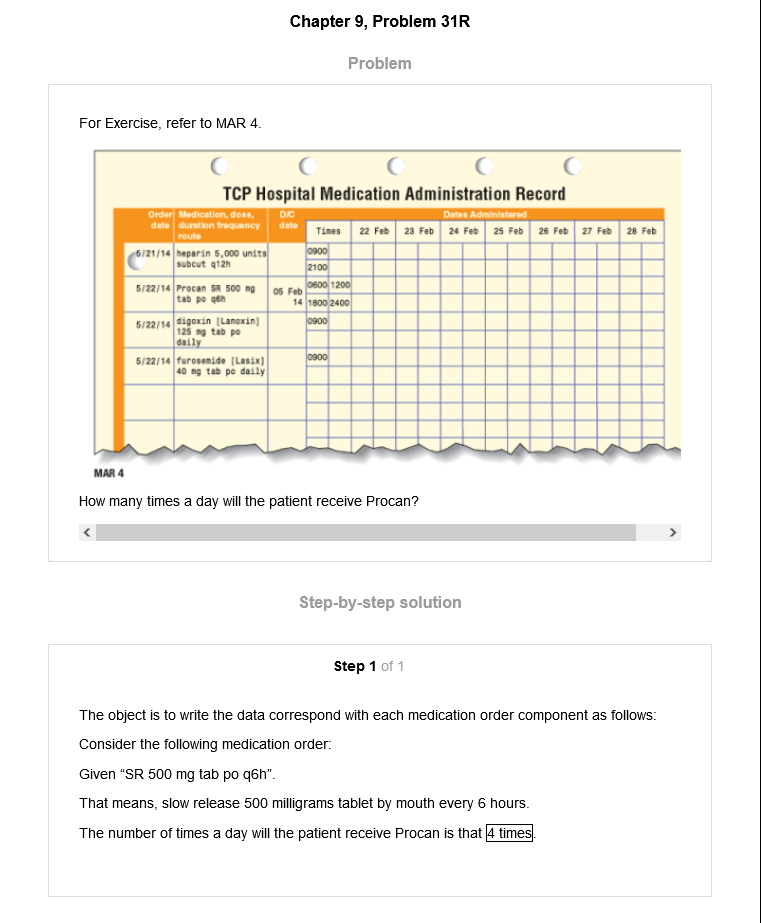 Chapter 9, Problem 31R
Problem
For Exercise, refer to MAR 4.
TCP Hospital Medication Administration Record
Order date
Medication, dose, duration frequency route
D/C date
Dates Administered
Times 22 Feb 23 Feb 24 Feb 25 Feb 26 Feb 27 Feb 28 Feb
5/21/14 heparin 5,000 units 0900
subcut q12h 2100
5/22/14 Procan SR 500 mg 05 Feb 0600 1200
tab po q6h 14 1800 2400
5/22/14 digoxin [Lanoxin] 0900
125 mg tab po
daily
5/22/14 furosemide [Lasix] 0900
40 mg tab po daily
MAR 4
How many times a day will the patient receive Procan?
Step-by-step solution
Step 1 of 1
The object is to write the data correspond with each medication order component as follows:
Consider the following medication order:
Given “SR 500 mg tab po q6h”.
That means, slow release 500 milligrams tablet by mouth every 6 hours.
The number of times a day will the patient receive Procan is that 4 times.